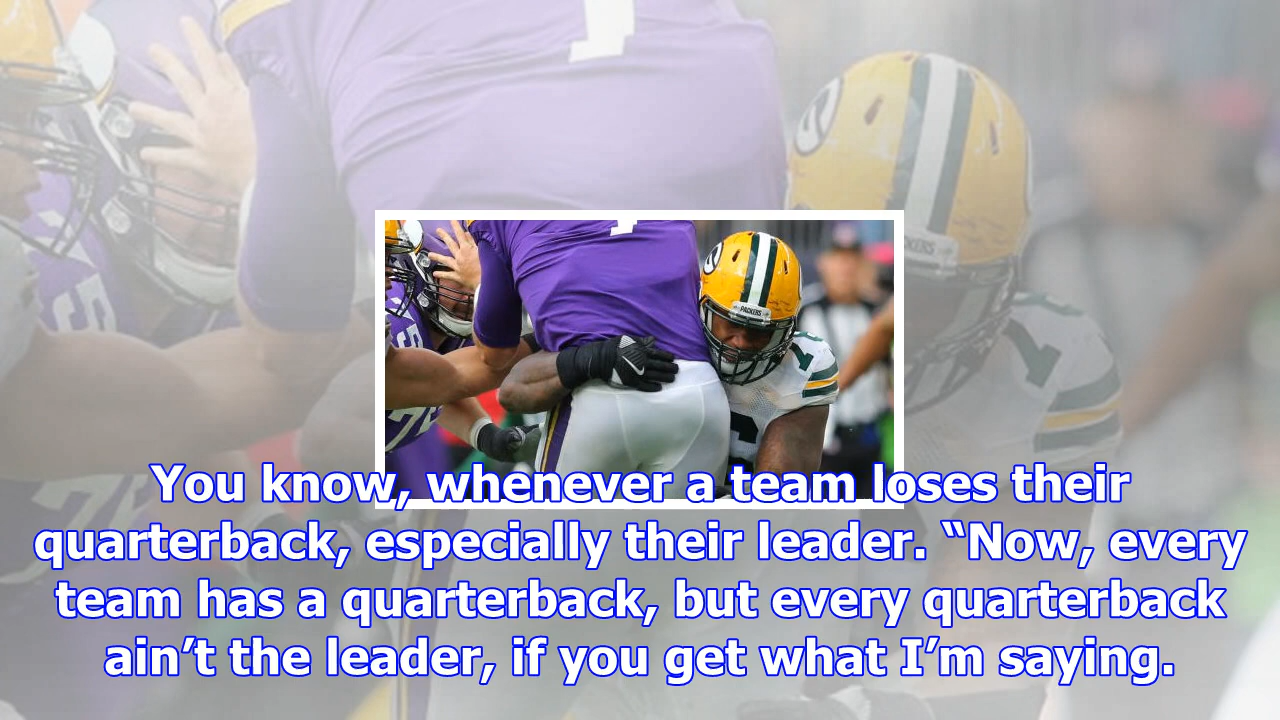 PACKERS
You know, whenever a team loses their
quarterback, especially their leader. “Now, every
team has a quarterback, but every quarterback
ain’t the leader, if you get what I’m saying.